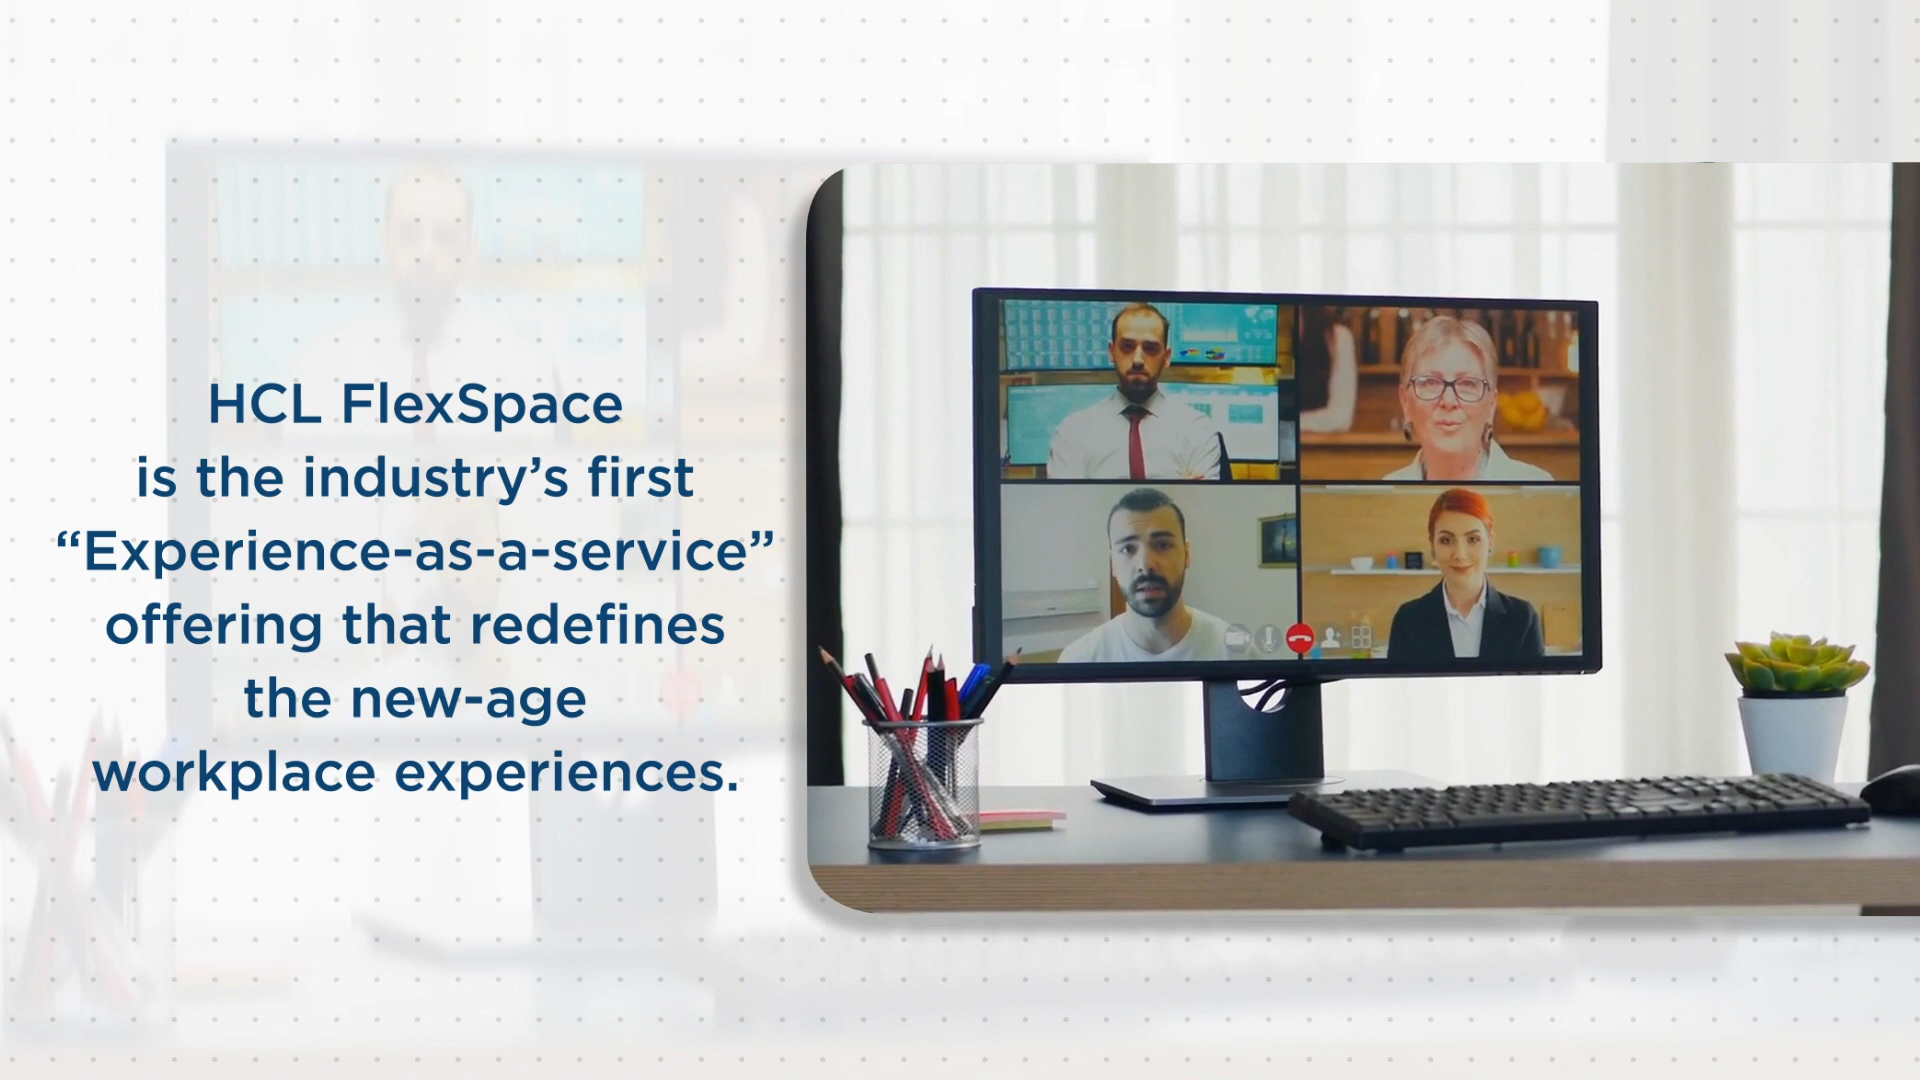 HCL FlexSpace
is the industry’s first
“Experience-as-a-service”
offering that redefines
the new-age
workplace experiences.